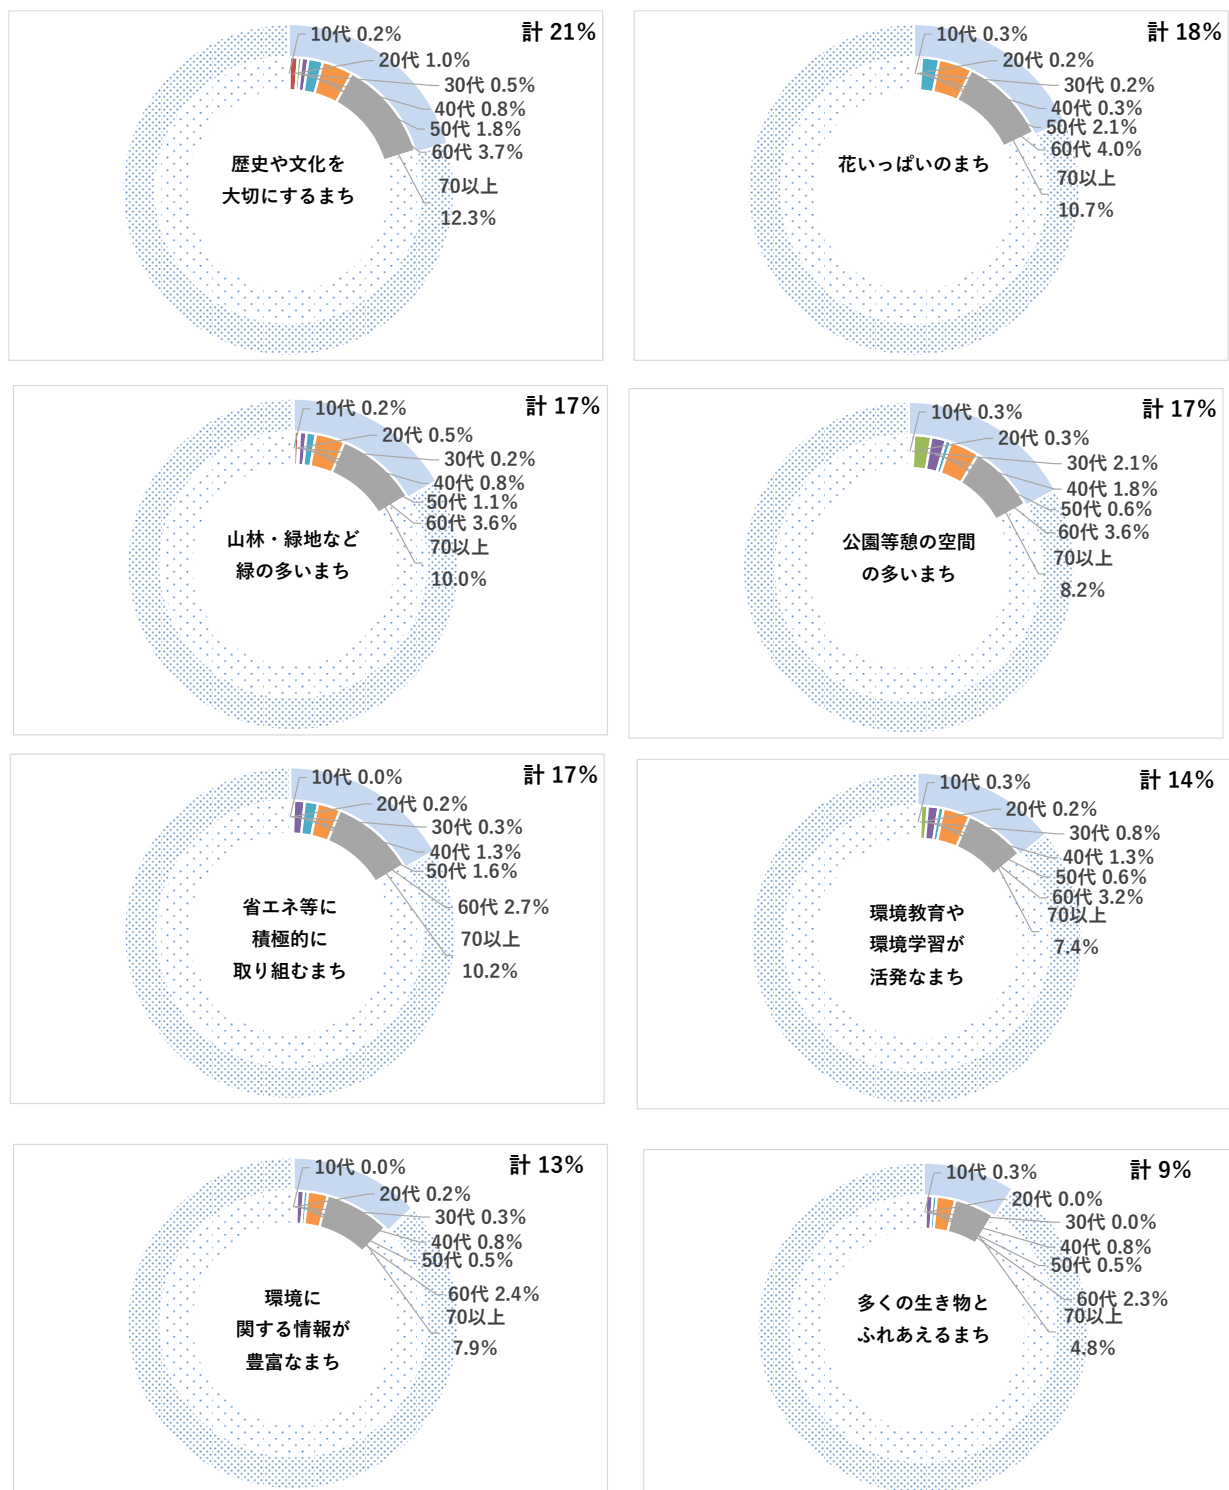 計 21%
10代 0.2%
20代 1.0%
30代 0.5%
40代 0.8%
50代 1.8%
60代 3.7%
70以上
12.3%
歴史や文化を
大切にするまち
計 18%
10代 0.3%
20代 0.2%
30代 0.2%
40代 0.3%
50代 2.1%
60代 4.0%
70以上
10.7%
花いっぱいのまち
計 17%
10代 0.2%
20代 0.5%
30代 0.2%
40代 0.8%
50代 1.1%
60代 3.6%
70以上
10.0%
山林・緑地など
緑の多いまち
計 17%
10代 0.3%
20代 0.3%
30代 2.1%
40代 1.8%
50代 0.6%
60代 3.6%
70以上
8.2%
公園等憩の空間
の多いまち
計 17%
10代 0.0%
20代 0.2%
30代 0.3%
40代 1.3%
50代 1.6%
60代 2.7%
70以上
10.2%
省エネ等に
積極的に
取り組むまち
計 14%
10代 0.3%
20代 0.2%
30代 0.8%
40代 1.3%
50代 0.6%
60代 3.2%
70以上
7.4%
環境教育や
環境学習が
活発なまち
計 13%
10代 0.0%
20代 0.2%
30代 0.3%
40代 0.8%
50代 0.5%
60代 2.4%
70以上
7.9%
環境に
関する情報が
豊富なまち
計 9%
10代 0.3%
20代 0.0%
30代 0.0%
40代 0.8%
50代 0.5%
60代 2.3%
70以上
4.8%
多くの生き物と
ふれあえるまち